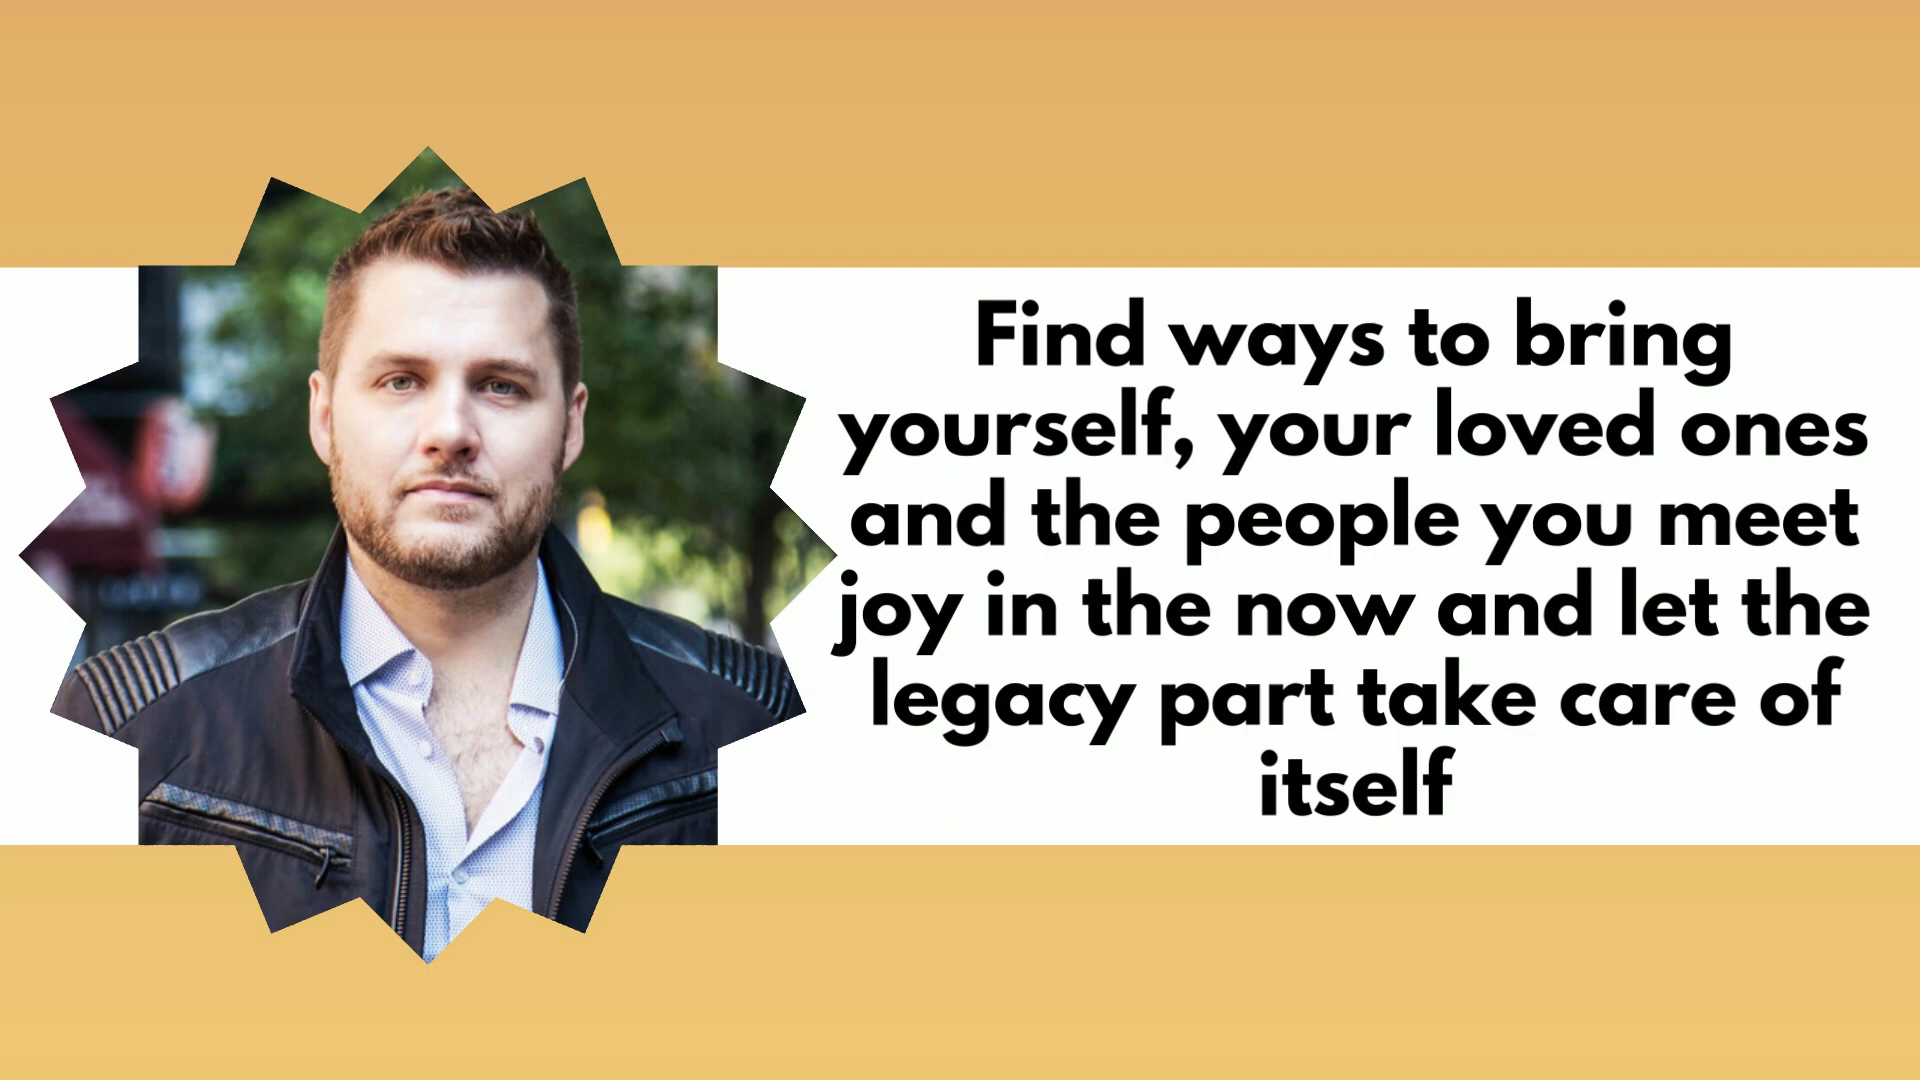 Find ways to bring
yourself, your loved ones
and the people you meet
joy in the now and let the
legacy part take care of
itself